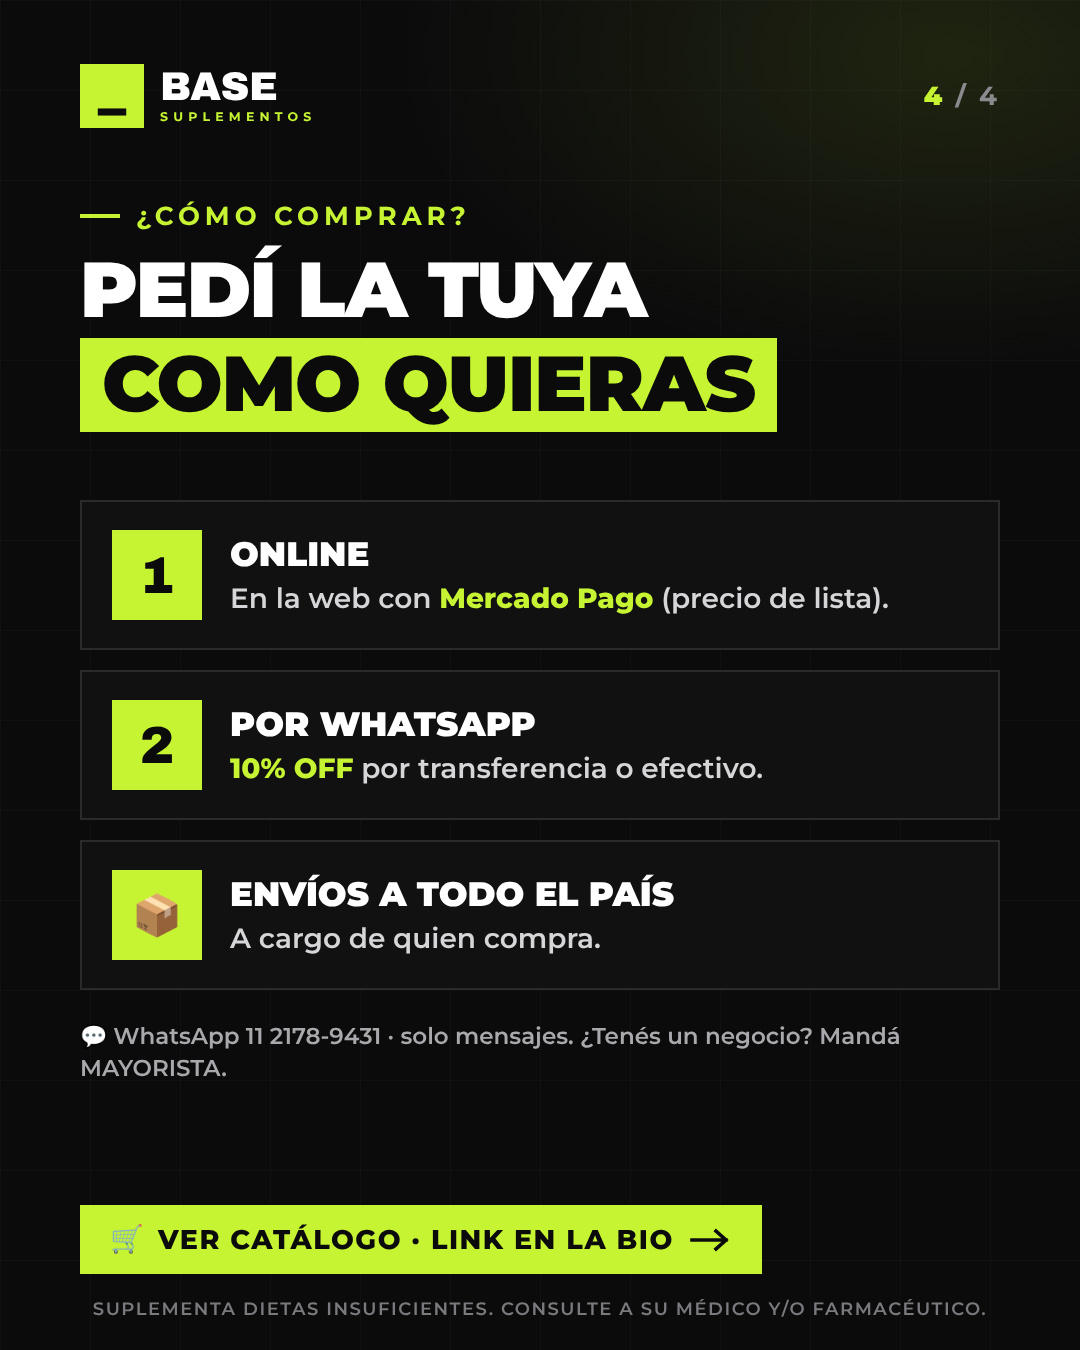 BASE
SUPLEMENTOS
4 / 4
¿CÓMO COMPRAR?
PEDÍ LA TUYA
COMO QUIERAS
1
ONLINE
En la web con Mercado Pago (precio de lista).
2
POR WHATSAPP
10% OFF por transferencia o efectivo.
ENVÍOS A TODO EL PAÍS
A cargo de quien compra.
💬 WhatsApp 11 2178-9431 · solo mensajes. ¿Tenés un negocio? Mandá
MAYORISTA.
🛒 VER CATÁLOGO · LINK EN LA BIO →
SUPLEMENTA DIETAS INSUFICIENTES. CONSULTE A SU MÉDICO Y/O FARMACÉUTICO.